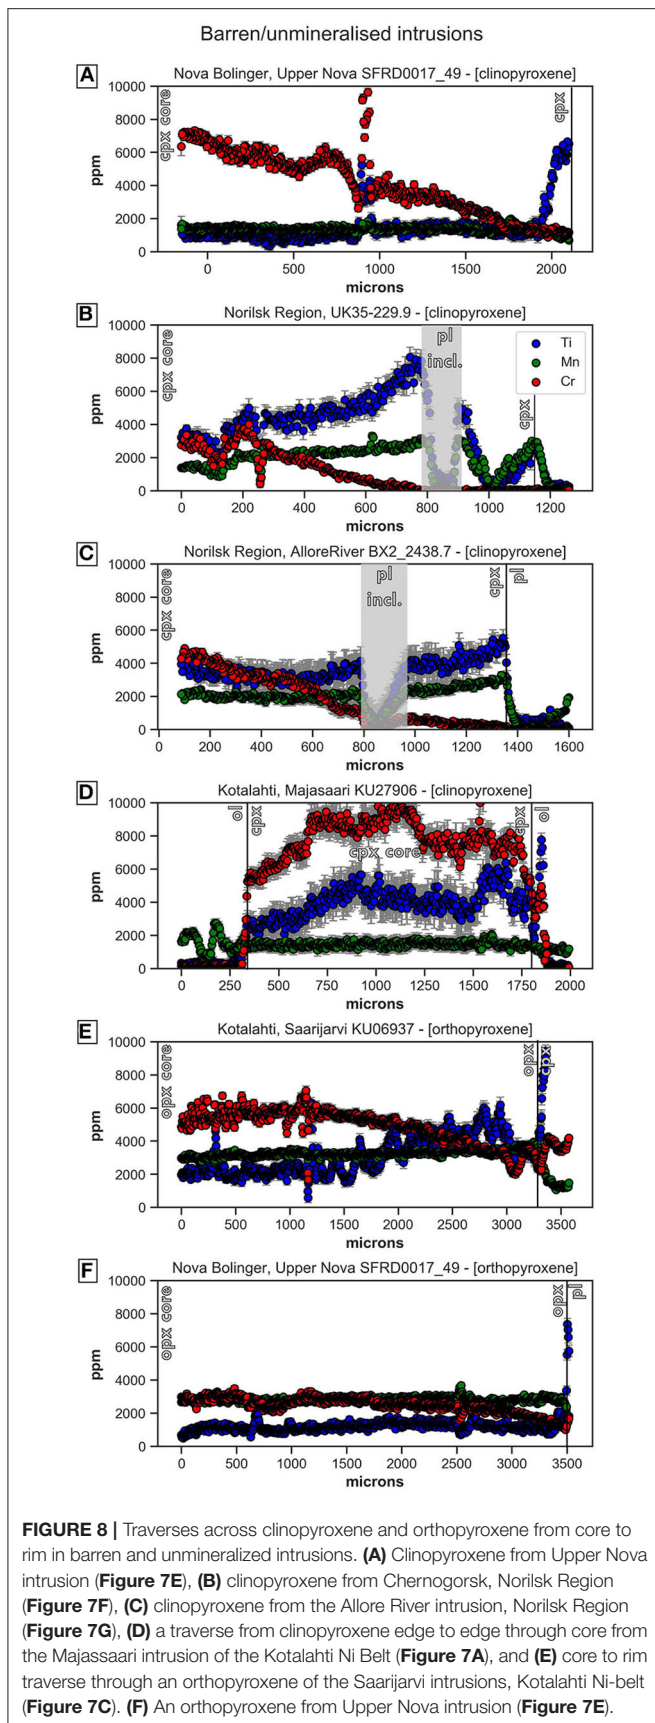 Barren/unmineralised intrusions
A
Nova Bolinger, Upper Nova SFRD0017_49 - [clinopyroxene]
10000
8000
6000
4000
2000
0
ppm
cpx core
cpx
0 500 1000 1500 2000
microns
B
Norilsk Region, UK35-229.9 - [clinopyroxene]
10000
8000
6000
4000
2000
0
ppm
cpx core
pl
incl.
Ti
Mn
Cr
cpx
0 200 400 600 800 1000 1200
microns
C
Norilsk Region, AlloreRiver BX2_2438.7 - [clinopyroxene]
10000
8000
6000
4000
2000
0
ppm
cpx core
pl
incl.
cpx
pl
0 200 400 600 800 1000 1200 1400 1600
microns
D
Kotalahti, Majasaari KU27906 - [clinopyroxene]
10000
8000
6000
4000
2000
0
ppm
ol
cpx
cpx core
cpx
ol
0 250 500 750 1000 1250 1500 1750 2000
microns
E
Kotalahti, Saarijarvi KU06937 - [orthopyroxene]
10000
8000
6000
4000
2000
0
ppm
opx core
opx
0 500 1000 1500 2000 2500 3000 3500
microns
F
Nova Bolinger, Upper Nova SFRD0017_49 - [orthopyroxene]
10000
8000
6000
4000
2000
0
ppm
opx core
opx
pl
0 500 1000 1500 2000 2500 3000 3500
microns
FIGURE 8 | Traverses across clinopyroxene and orthopyroxene from core to
rim in barren and unmineralized intrusions. (A) Clinopyroxene from Upper Nova
intrusion (Figure 7E), (B) clinopyroxene from Chernogorsk, Norilsk Region
(Figure 7F), (C) clinopyroxene from the Allore River intrusion, Norilsk Region
(Figure 7G), (D) a traverse from clinopyroxene edge to edge through core from
the Majassaari intrusion of the Kotalahti Ni Belt (Figure 7A), and (E) core to rim
traverse through an orthopyroxene of the Saarijarvi intrusions, Kotalahti Ni-belt
(Figure 7C). (F) An orthopyroxene from Upper Nova intrusion (Figure 7E).